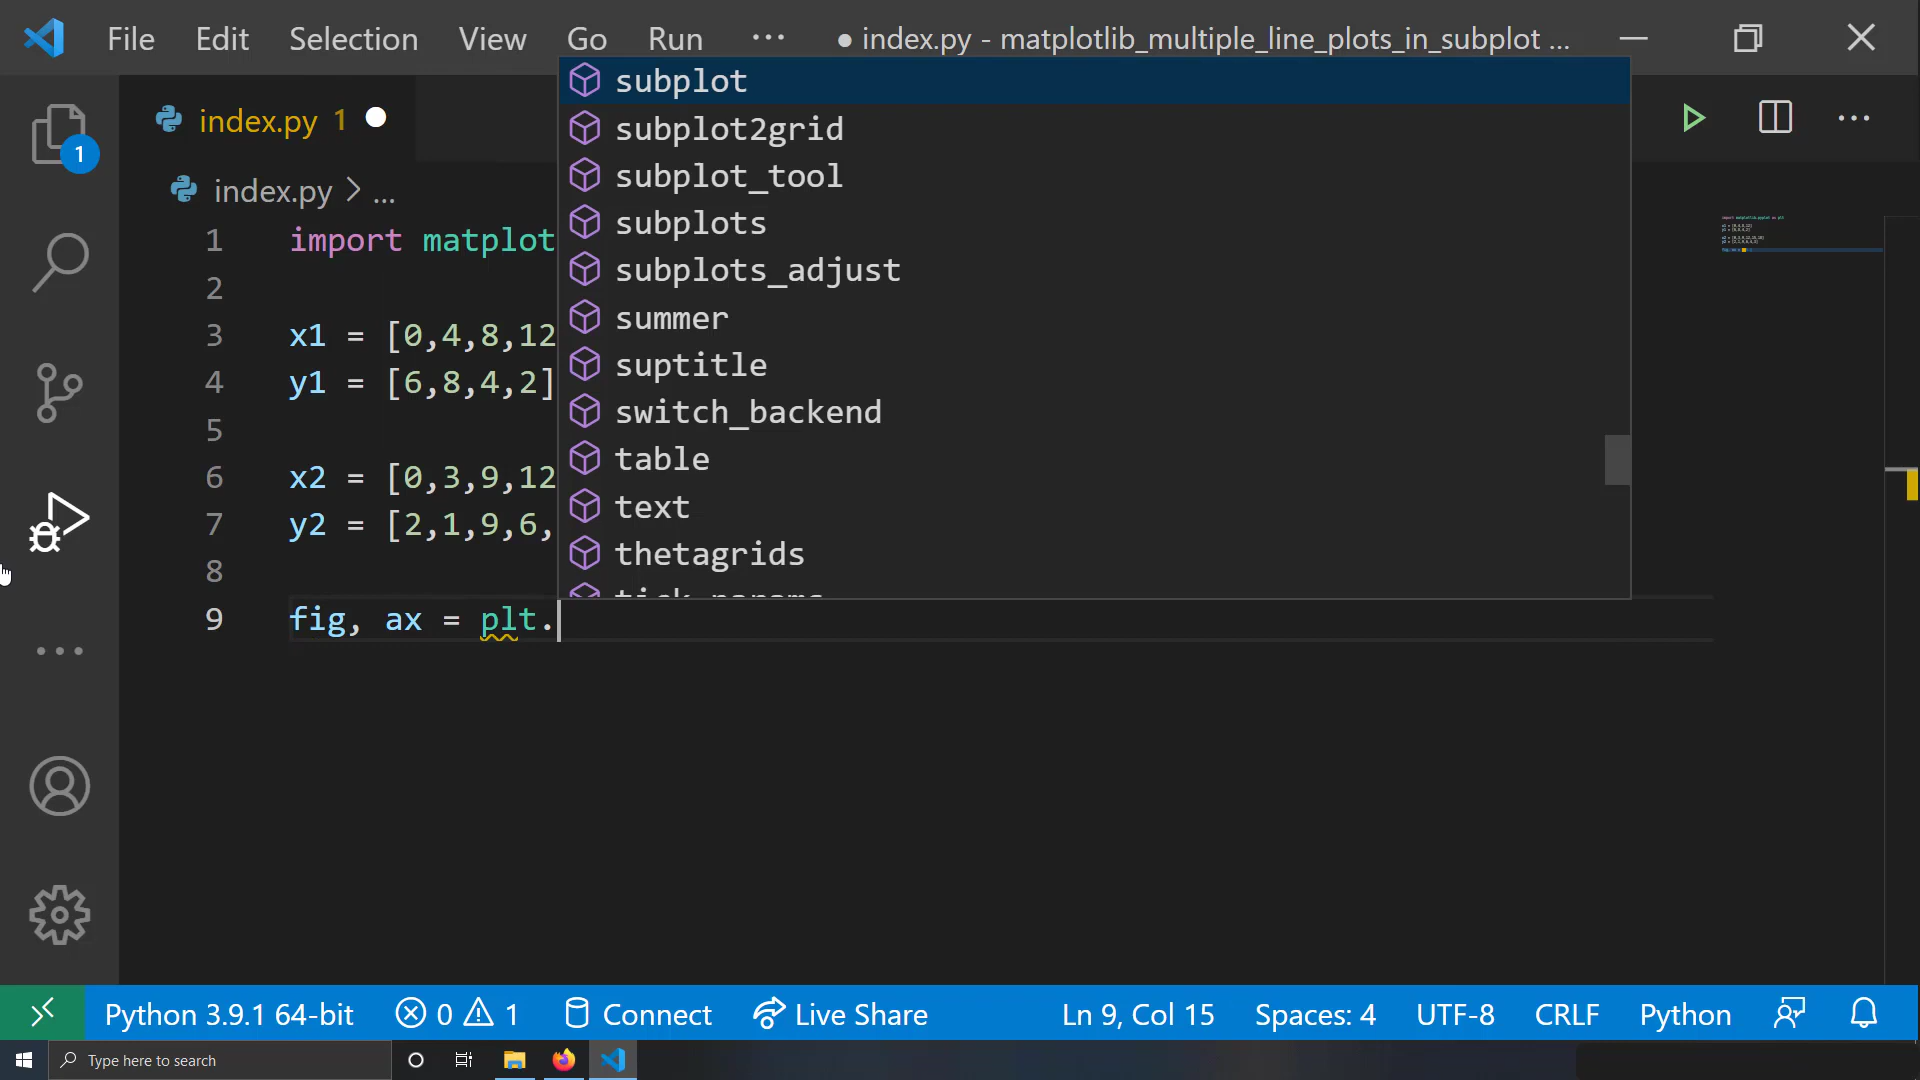 File Edit Selection View Go Run ··· ● index.py - matplotlib_multiple_line_plots_in_subplot ...
index.py 1
index.py > ...
1 import matplot
2
3 x1 = [0,4,8,12
4 y1 = [6,8,4,2]
5
6 x2 = [0,3,9,12
7 y2 = [2,1,9,6,
8
9 fig, ax = plt.
subplot
subplot2grid
subplot_tool
subplots
subplots_adjust
summer
suptitle
switch_backend
table
text
thetagrids
tick_params
1
Python 3.9.1 64-bit 0 1 Connect Live Share Ln 9, Col 15 Spaces: 4 UTF-8 CRLF Python
Type here to search